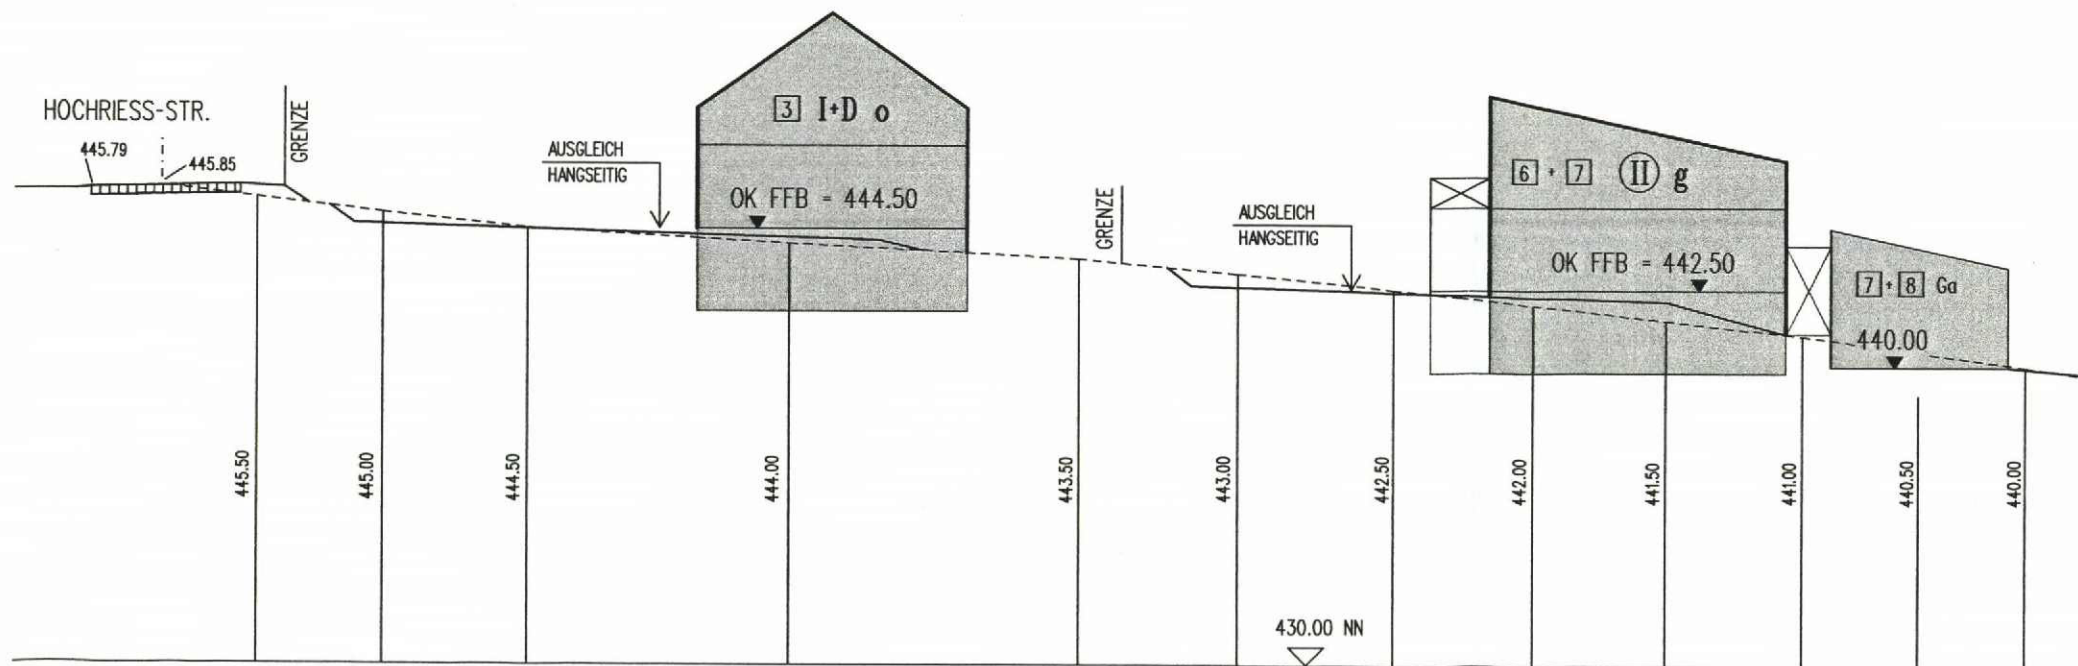 HOCHRIESS-STR.
445.79
445.85
GRENZE
AUSGLEICH
HANGSEITIG
3 I+D o
OK FFB = 444.50
GRENZE
AUSGLEICH
HANGSEITIG
6 + 7 II g
OK FFB = 442.50
7 + 8 Ga
440.00
445.50
445.00
444.50
444.00
443.50
443.00
442.50
442.00
441.50
441.00
440.50
440.00
430.00 NN